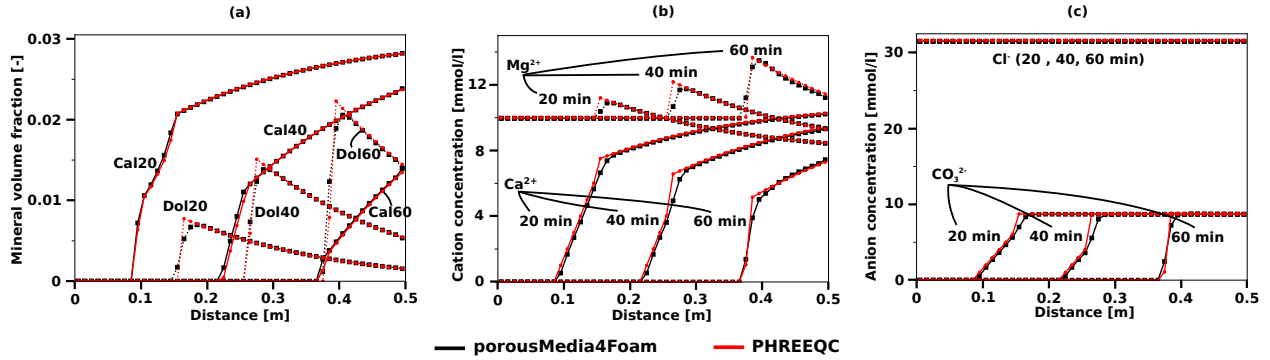 (a)
(b)
(c)
Mineral volume fraction [-]
0.03
0.02
0.01
0
0
0.1
0.2
0.3
0.4
0.5
Distance [m]
Cal20
Cal40
Cal60
Dol20
Dol40
Dol60
Cation concentration [mmol/l]
12
8
4
0
0
0.1
0.2
0.3
0.4
0.5
Distance [m]
Mg²⁺
60 min
40 min
20 min
Ca²⁺
20 min
40 min
60 min
Anion concentration [mmol/l]
30
20
10
0
0
0.1
0.2
0.3
0.4
0.5
Distance [m]
Cl⁻ (20 , 40, 60 min)
CO₃²⁻
20 min
40 min
60 min
porousMedia4Foam
PHREEQC